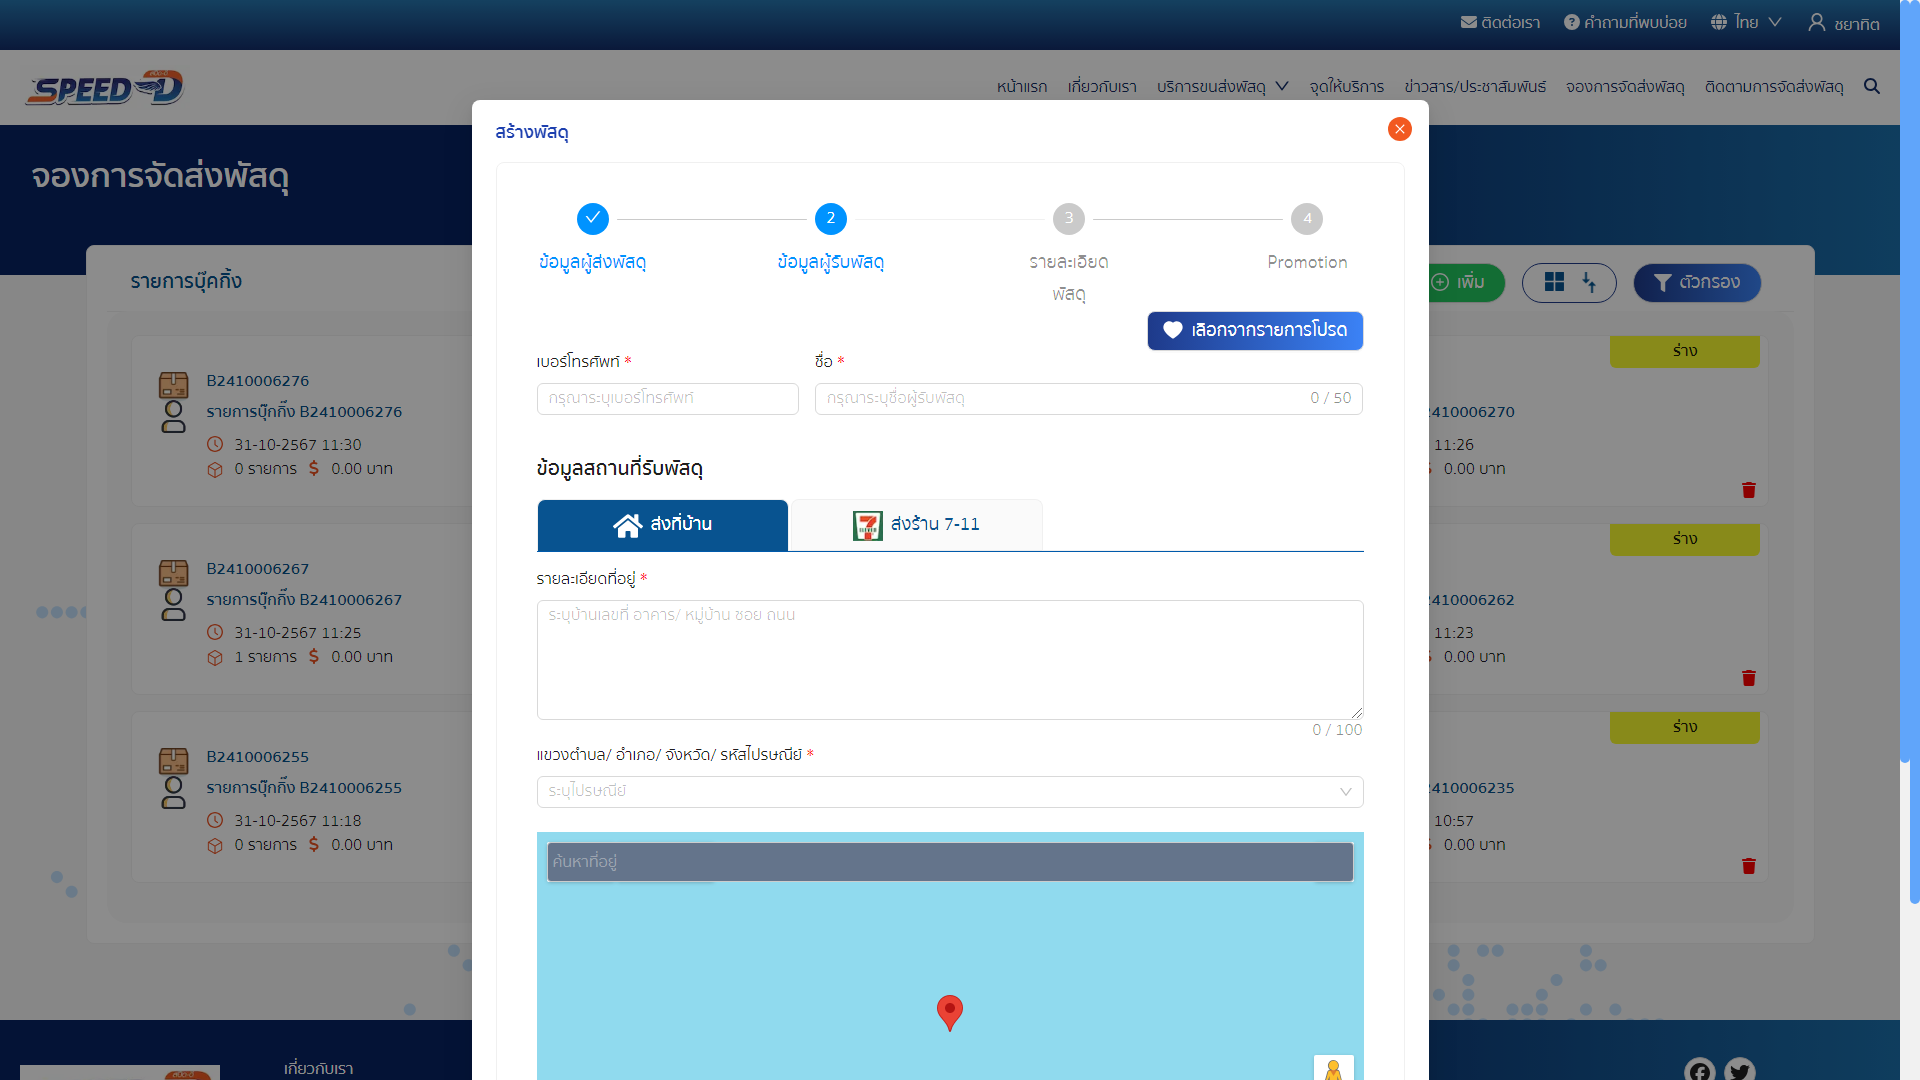 ติดต่อเรา คำถามที่พบบ่อย ไทย ชยาทิต
SPEED-D
หน้าแรก เกี่ยวกับเรา บริการขนส่งพัสดุ จุดให้บริการ ข่าวสาร/ประชาสัมพันธ์ จองการจัดส่งพัสดุ ติดตามการจัดส่งพัสดุ
จองการจัดส่งพัสดุ
สร้างพัสดุ
2 3 4
ข้อมูลผู้ส่งพัสดุ ข้อมูลผู้รับพัสดุ รายละเอียด Promotion
พัสดุ
เลือกจากรายการโปรด
เบอร์โทรศัพท์ * ชื่อ *
กรุณาระบุเบอร์โทรศัพท์ กรุณาระบุชื่อผู้รับพัสดุ 0 / 50
ข้อมูลสถานที่รับพัสดุ
ส่งที่บ้าน ส่งร้าน 7-11
รายละเอียดที่อยู่ *
ระบุบ้านเลขที่ อาคาร/ หมู่บ้าน ซอย ถนน
0 / 100
แขวงตำบล/ อำเภอ/ จังหวัด/ รหัสไปรษณีย์ *
ระบุไปรษณีย์
ค้นหาที่อยู่
รายการบุ๊คกิ้ง
เพิ่ม ตัวกรอง
B2410006276
รายการบุ๊กกิ้ง B2410006276
31-10-2567 11:30
0 รายการ 0.00 บาท
ร่าง
2410006270
11:26
0.00 บาท
B2410006267
รายการบุ๊กกิ้ง B2410006267
31-10-2567 11:25
1 รายการ 0.00 บาท
ร่าง
2410006262
11:23
0.00 บาท
B2410006255
รายการบุ๊กกิ้ง B2410006255
31-10-2567 11:18
0 รายการ 0.00 บาท
ร่าง
2410006235
10:57
0.00 บาท
เกี่ยวกับเรา